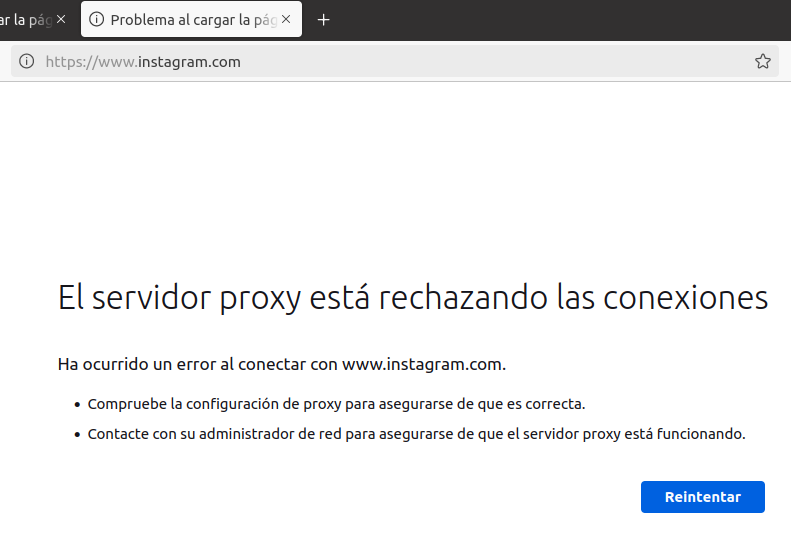 ar la pág
Problema al cargar la pág
https://www.instagram.com
El servidor proxy está rechazando las conexiones
Ha ocurrido un error al conectar con www.instagram.com.
• Compruebe la configuración de proxy para asegurarse de que es correcta.
• Contacte con su administrador de red para asegurarse de que el servidor proxy está funcionando.
Reintentar